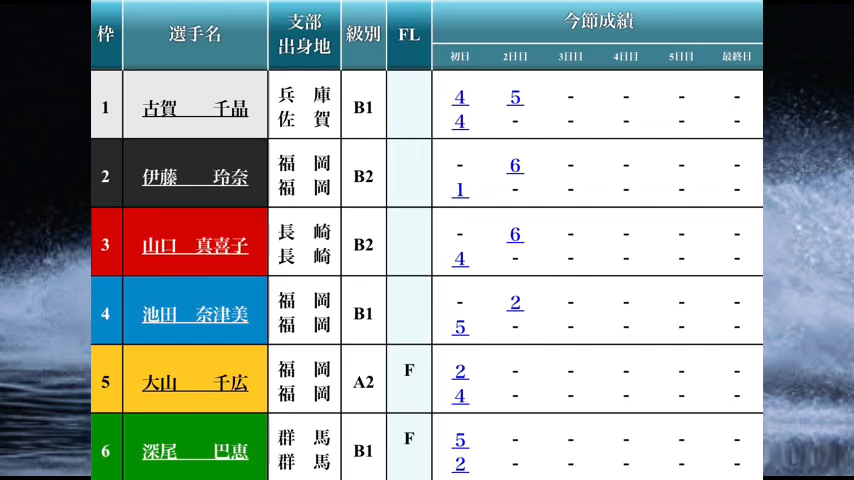 枠 選手名 支部 出身地 級別 FL 今節成績
初日 2日目 3日目 4日目 5日目 最終日
1 古賀 千晶 兵庫 佐賀 B1
4 5 - - - -
4 - - - - -
2 伊藤 玲奈 福岡 福岡 B2
- 6 - - - -
1 - - - - -
3 山口 真喜子 長崎 長崎 B2
- 6 - - - -
4 - - - - -
4 池田 奈津美 福岡 福岡 B1
- 2 - - - -
5 - - - - -
5 大山 千広 福岡 福岡 A2 F
2 - - - - -
4 - - - - -
6 深尾 巴恵 群馬 群馬 B1 F
5 - - - - -
2 - - - - -